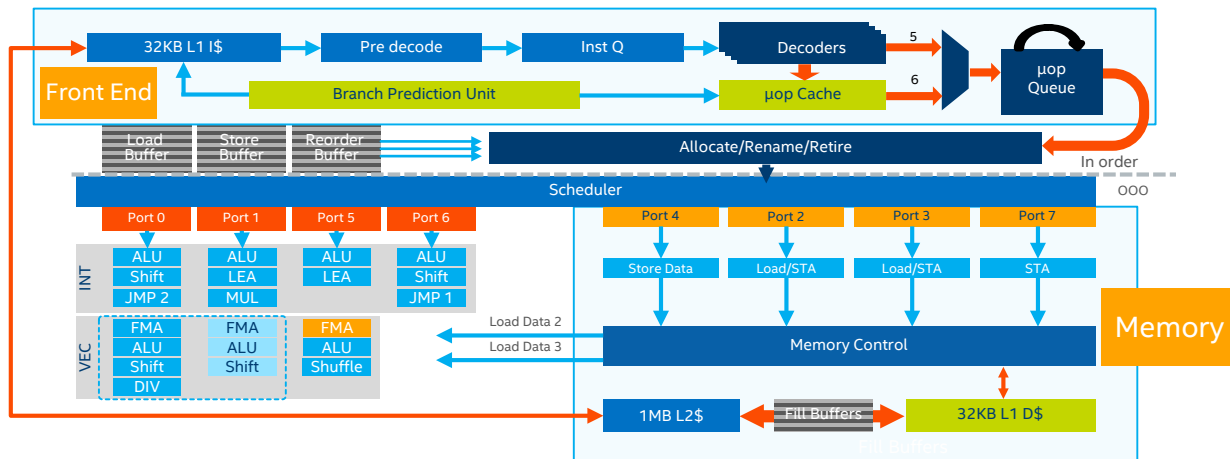 32KB L1 I$
Pre decode
Inst Q
Decoders
5
μop
Queue
Front End
Branch Prediction Unit
μop Cache
6
Load
Buffer
Store
Buffer
Reorder
Buffer
Allocate/Rename/Retire
In order
Scheduler
OOO
Port 0
Port 1
Port 5
Port 6
Port 4
Port 2
Port 3
Port 7
INT
ALU
Shift
JMP 2
ALU
LEA
MUL
ALU
LEA
ALU
Shift
JMP 1
Store Data
Load/STA
Load/STA
STA
VEC
FMA
ALU
Shift
DIV
FMA
ALU
Shift
FMA
ALU
Shuffle
Load Data 2
Load Data 3
Memory Control
Memory
1MB L2$
Fill Buffers
32KB L1 D$
Fill Buffers